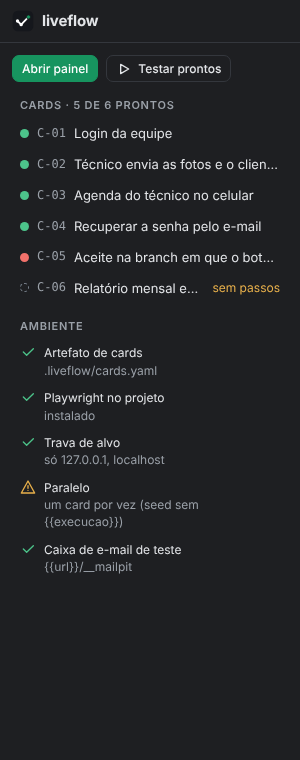 liveflow
Abrir painel
Testar prontos
CARDS · 5 DE 6 PRONTOS
C-01 Login da equipe
C-02 Técnico envia as fotos e o clien...
C-03 Agenda do técnico no celular
C-04 Recuperar a senha pelo e-mail
C-05 Aceite na branch em que o bot...
C-06 Relatório mensal e... sem passos
AMBIENTE
Artefato de cards
.liveflow/cards.yaml
Playwright no projeto
instalado
Trava de alvo
só 127.0.0.1, localhost
Paralelo
um card por vez (seed sem
{{execucao}})
Caixa de e-mail de teste
{{url}}/__mailpit